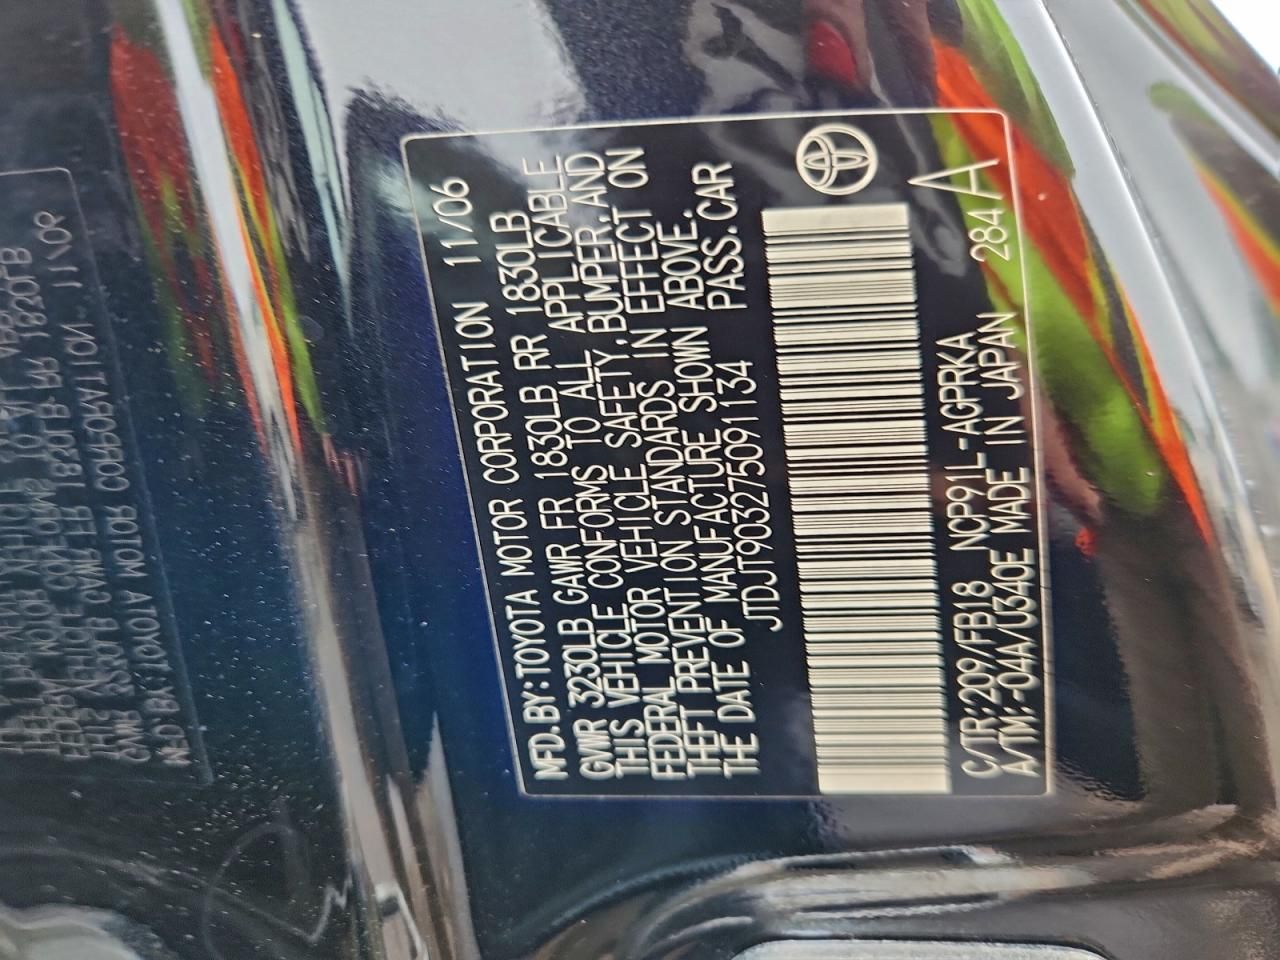 MFD.BY:TOYOTA MOTOR CORPORATION 11/06
GVWR 3230LB GAWR FR 1830LB RR 1830LB
THIS VEHICLE CONFORMS TO ALL APPLICABLE
FEDERAL MOTOR VEHICLE SAFETY,BUMPER,AND
THEFT PREVENTION STANDARDS IN EFFECT ON
THE DATE OF MANUFACTURE SHOWN ABOVE.
JTDJT903275091134 PASS.CAR
C/TR:209/FB18 NCP91L-AGPRKA 284A
A/TM:-04A/U340E MADE IN JAPAN